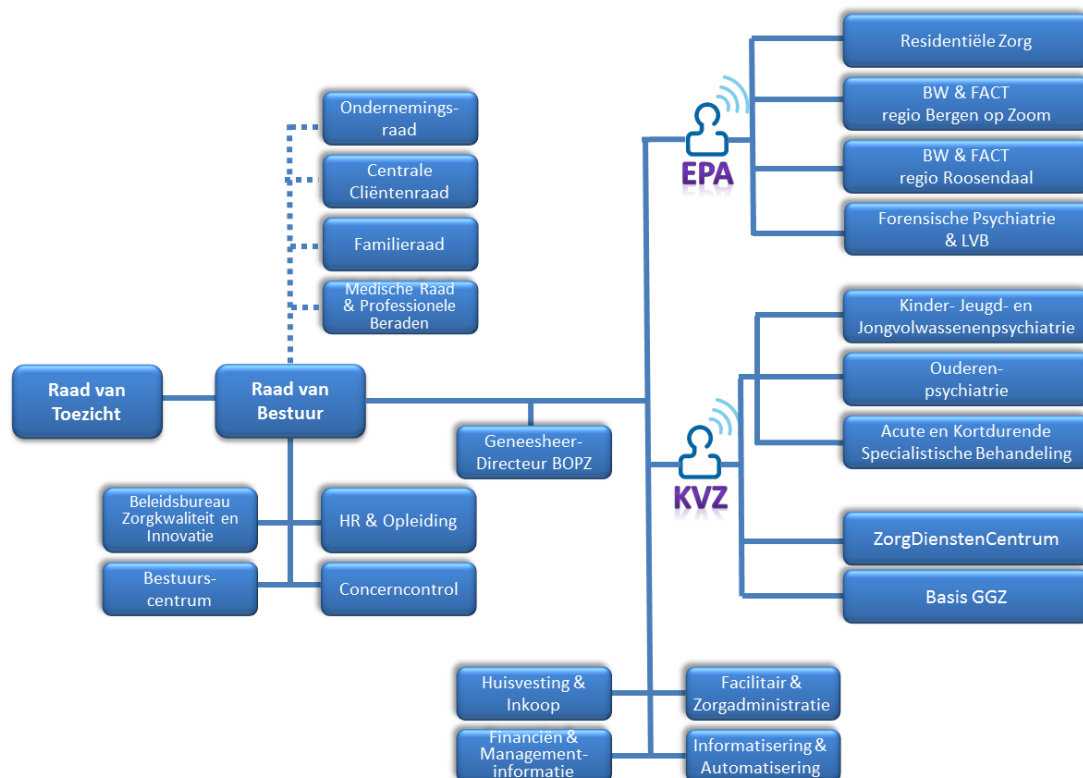 Ondernemings-
raad
Centrale
Cliëntenraad
Familieraad
Medische Raad
& Professionele
Beraden
Raad van
Toezicht
Raad van
Bestuur
Geneesheer-
Directeur BOPZ
Beleidsbureau
Zorgkwaliteit en
Innovatie
HR & Opleiding
Bestuurs-
centrum
Concerncontrol
EPA
Residentiële Zorg
BW & FACT
regio Bergen op Zoom
BW & FACT
regio Roosendaal
Forensische Psychiatrie
& LVB
KVZ
Kinder- Jeugd- en
Jongvolwassenenpsychiatrie
Ouderen-
psychiatrie
Acute en Kortdurende
Specialistische Behandeling
ZorgDienstenCentrum
Basis GGZ
Huisvesting &
Inkoop
Facilitair &
Zorgadministratie
Financiën &
Management-
informatie
Informatisering &
Automatisering